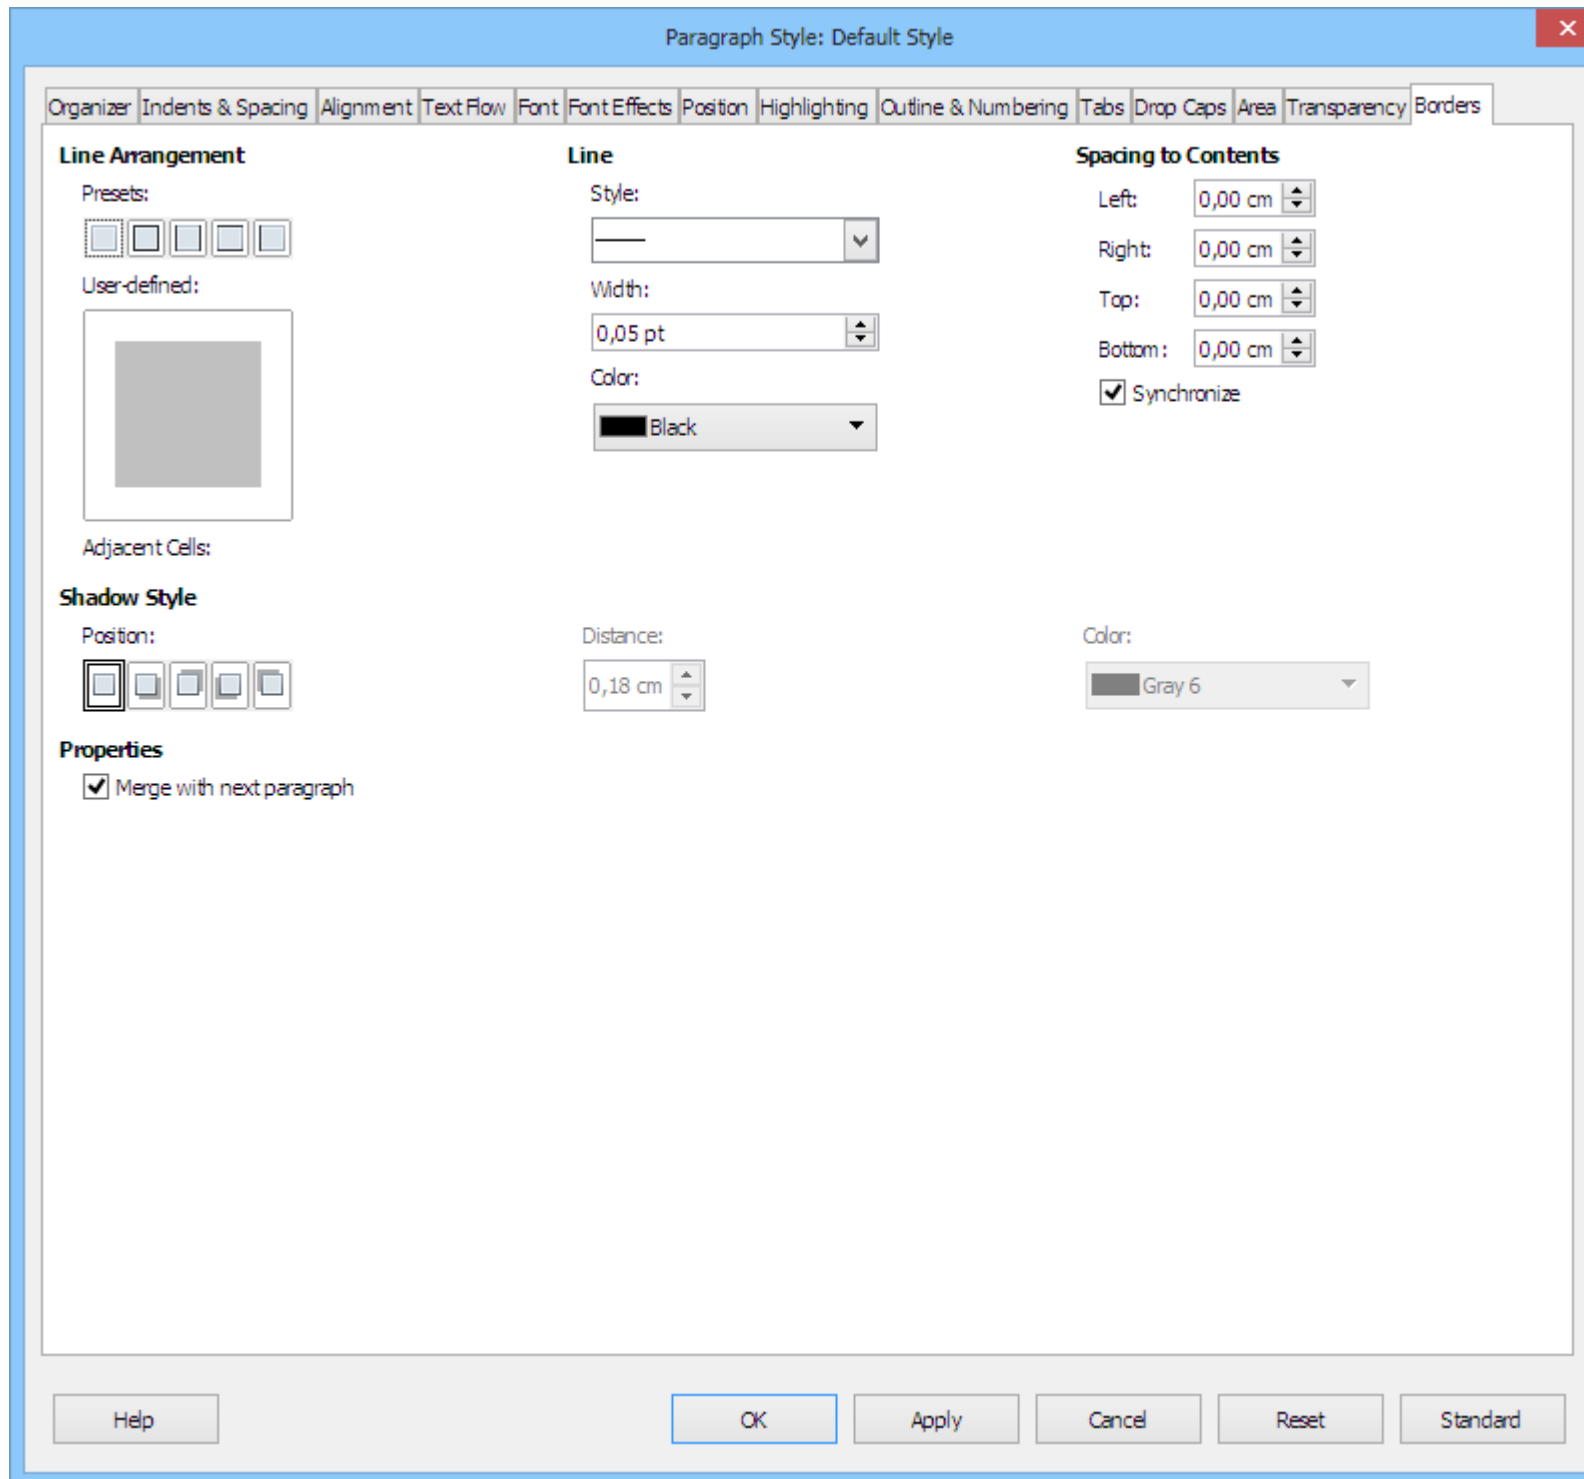 Paragraph Style: Default Style
Organizer Indents & Spacing Alignment Text Flow Font Font Effects Position Highlighting Outline & Numbering Tabs Drop Caps Area Transparency Borders
Line Arrangement
Presets:
User-defined:
Adjacent Cells:
Line
Style:
Width:
0,05 pt
Color:
Black
Spacing to Contents
Left: 0,00 cm
Right: 0,00 cm
Top: 0,00 cm
Bottom: 0,00 cm
Synchronize
Shadow Style
Position:
Distance:
0,18 cm
Color:
Gray 6
Properties
Merge with next paragraph
Help OK Apply Cancel Reset Standard